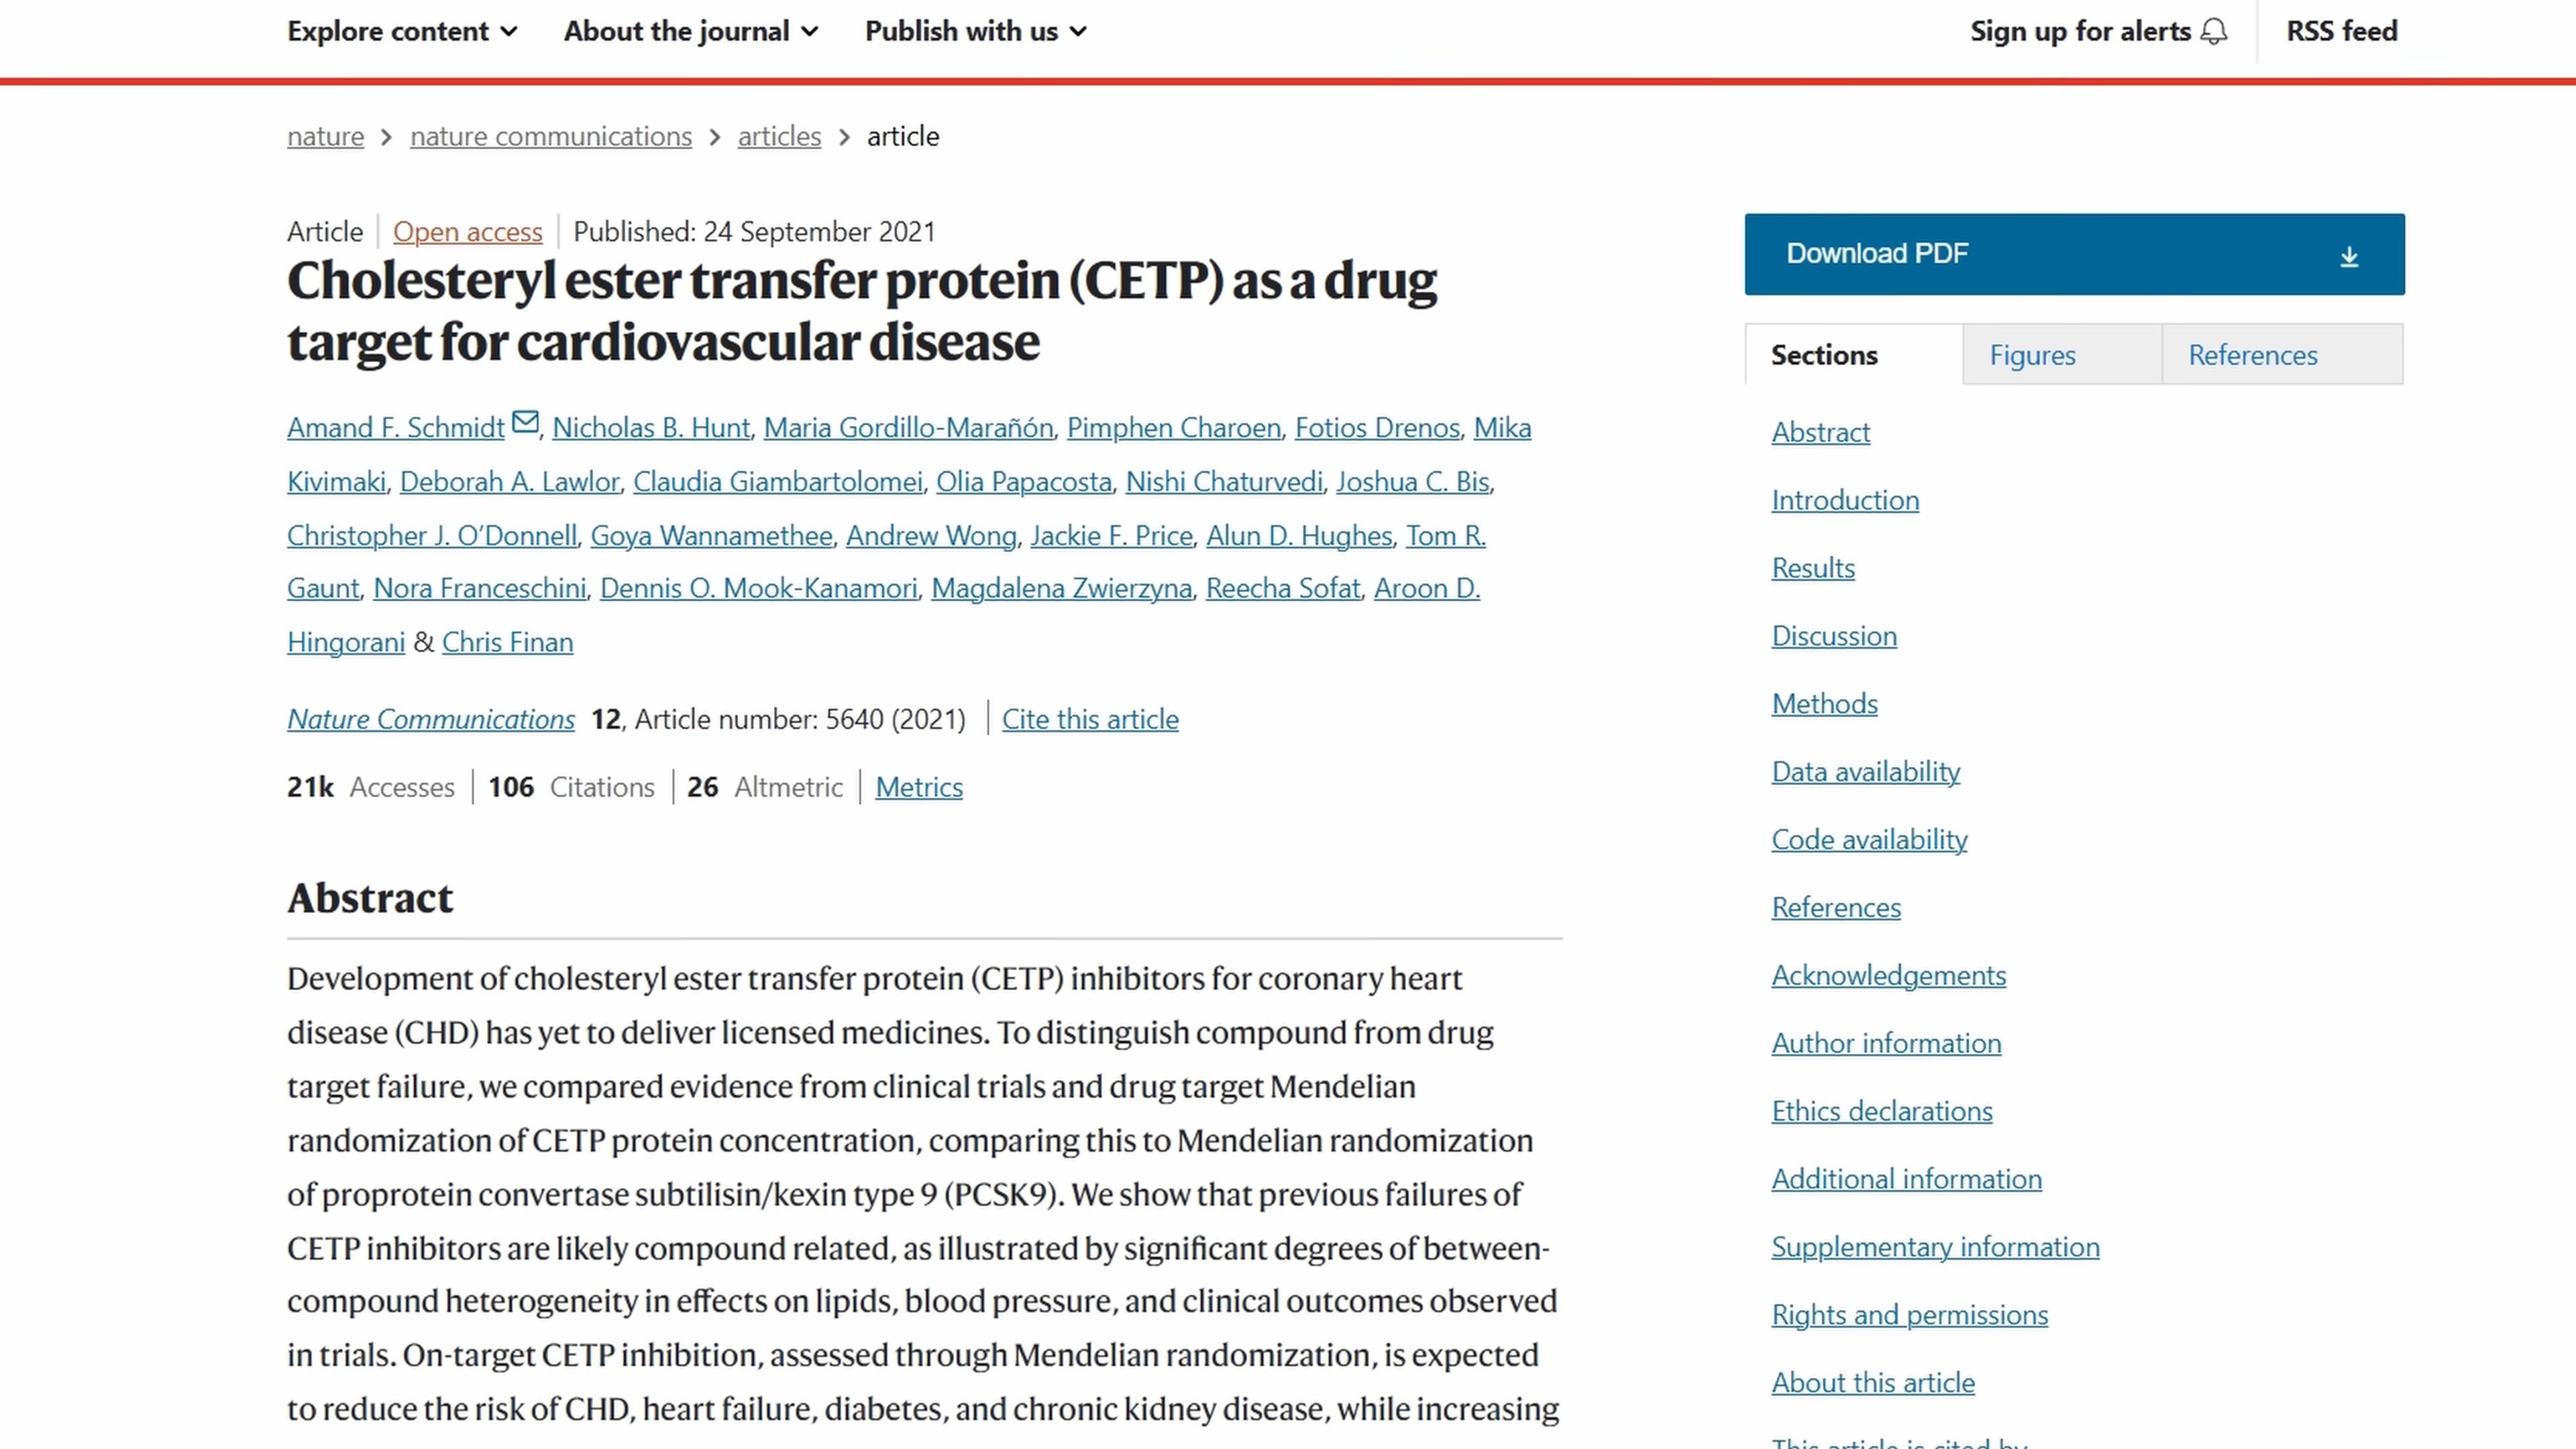 Explore content About the journal Publish with us Sign up for alerts RSS feed
nature > nature communications > articles > article
Article | Open access | Published: 24 September 2021
Cholesteryl ester transfer protein (CETP) as a drug
target for cardiovascular disease
Amand F. Schmidt, Nicholas B. Hunt, Maria Gordillo-Marañón, Pimphen Charoen, Fotios Drenos, Mika
Kivimaki, Deborah A. Lawlor, Claudia Giambartolomei, Olia Papacosta, Nishi Chaturvedi, Joshua C. Bis,
Christopher J. O’Donnell, Goya Wannamethee, Andrew Wong, Jackie F. Price, Alun D. Hughes, Tom R.
Gaunt, Nora Franceschini, Dennis O. Mook-Kanamori, Magdalena Zwierzyna, Reecha Sofat, Aroon D.
Hingorani & Chris Finan
Nature Communications 12, Article number: 5640 (2021) | Cite this article
21k Accesses | 106 Citations | 26 Altmetric | Metrics
Abstract
Development of cholesteryl ester transfer protein (CETP) inhibitors for coronary heart
disease (CHD) has yet to deliver licensed medicines. To distinguish compound from drug
target failure, we compared evidence from clinical trials and drug target Mendelian
randomization of CETP protein concentration, comparing this to Mendelian randomization
of proprotein convertase subtilisin/kexin type 9 (PCSK9). We show that previous failures of
CETP inhibitors are likely compound related, as illustrated by significant degrees of between-
compound heterogeneity in effects on lipids, blood pressure, and clinical outcomes observed
in trials. On-target CETP inhibition, assessed through Mendelian randomization, is expected
to reduce the risk of CHD, heart failure, diabetes, and chronic kidney disease, while increasing
Download PDF
Sections Figures References
Abstract
Introduction
Results
Discussion
Methods
Data availability
Code availability
References
Acknowledgements
Author information
Ethics declarations
Additional information
Supplementary information
Rights and permissions
About this article
This article is cited by